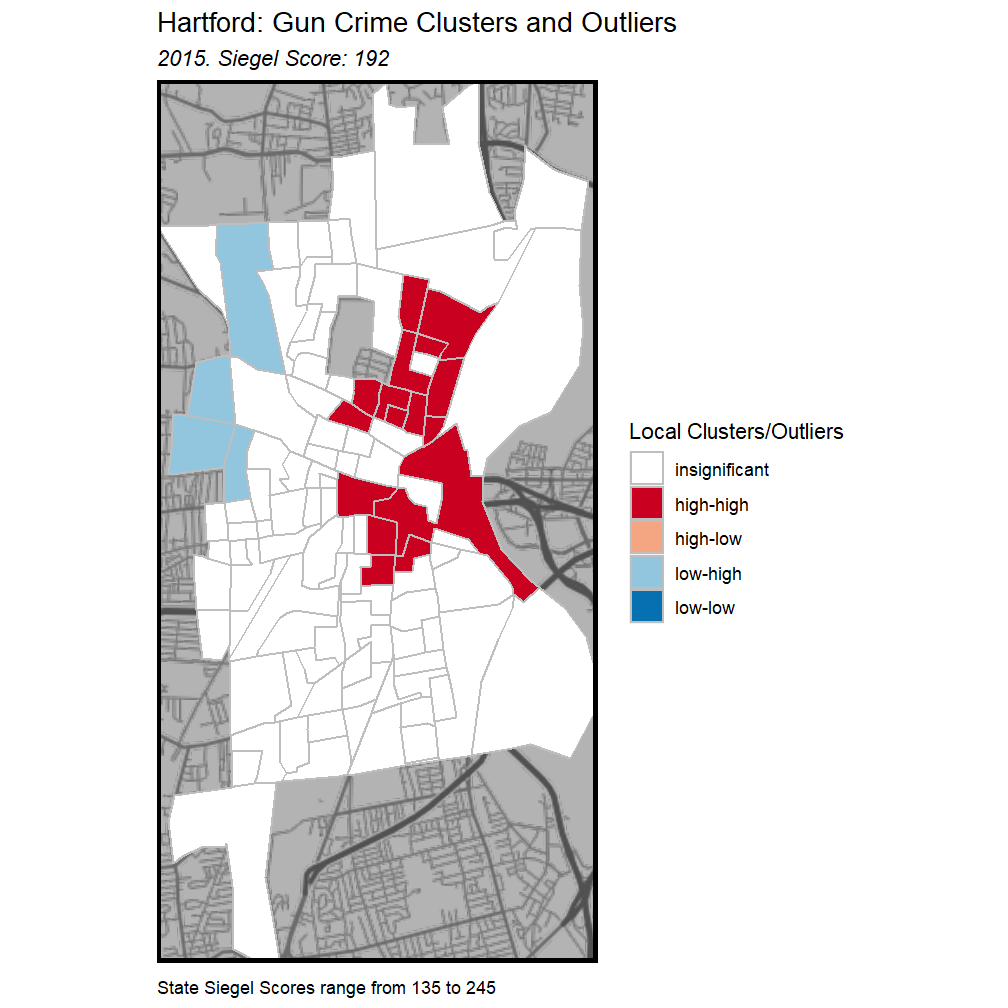 Hartford: Gun Crime Clusters and Outliers
2015. Siegel Score: 192
Local Clusters/Outliers
insignificant
high-high
high-low
low-high
low-low
State Siegel Scores range from 135 to 245